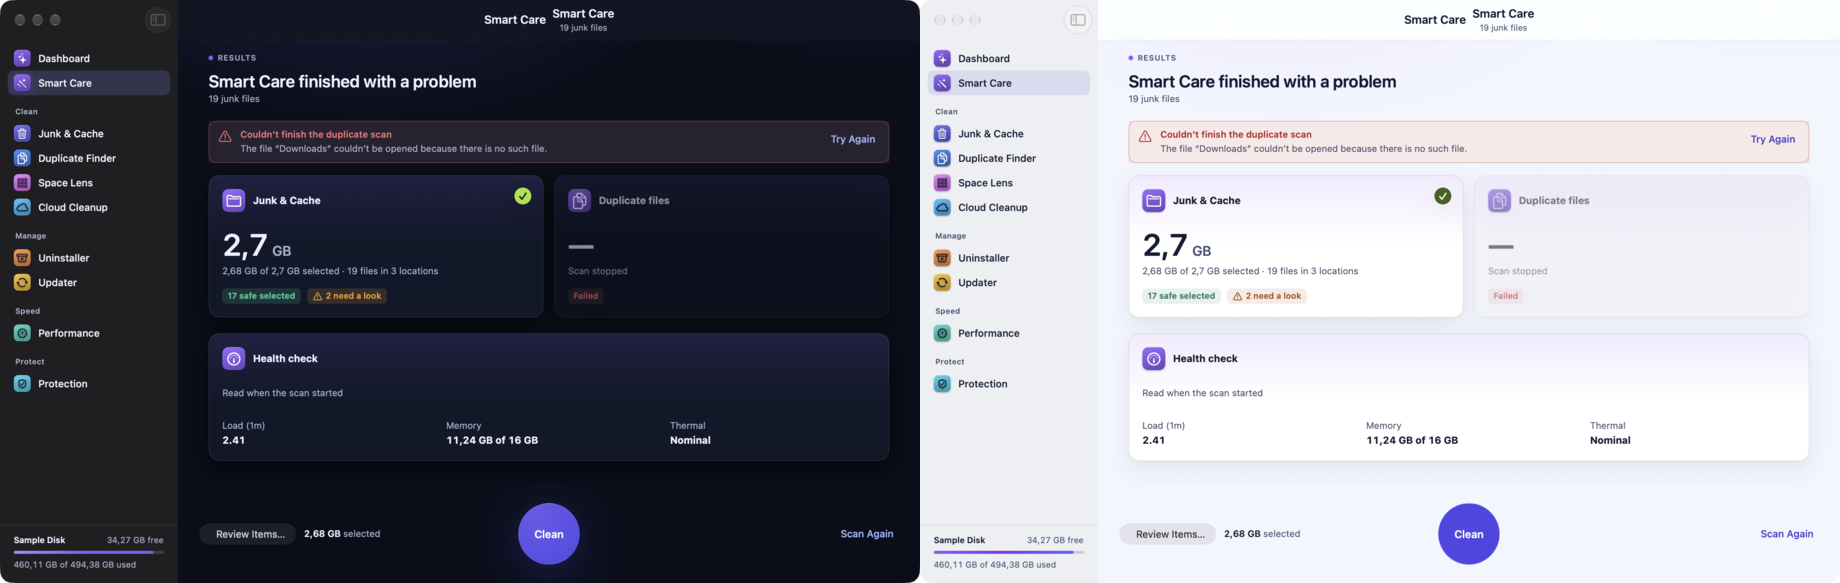 Smart Care
Smart Care
19 junk files
Dashboard
Smart Care
Clean
Junk & Cache
Duplicate Finder
Space Lens
Cloud Cleanup
Manage
Uninstaller
Updater
Speed
Performance
Protect
Protection
Sample Disk
34,27 GB free
460,11 GB of 494,38 GB used
RESULTS
Smart Care finished with a problem
19 junk files
Couldn't finish the duplicate scan
The file “Downloads” couldn't be opened because there is no such file.
Try Again
Junk & Cache
2,7 GB
2,68 GB of 2,7 GB selected · 19 files in 3 locations
17 safe selected
2 need a look
Duplicate files
—
Scan stopped
Failed
Health check
Read when the scan started
Load (1m)
2.41
Memory
11,24 GB of 16 GB
Thermal
Nominal
Review Items...
2,68 GB selected
Clean
Scan Again
Smart Care
Smart Care
19 junk files
Dashboard
Smart Care
Clean
Junk & Cache
Duplicate Finder
Space Lens
Cloud Cleanup
Manage
Uninstaller
Updater
Speed
Performance
Protect
Protection
Sample Disk
34,27 GB free
460,11 GB of 494,38 GB used
RESULTS
Smart Care finished with a problem
19 junk files
Couldn't finish the duplicate scan
The file “Downloads” couldn't be opened because there is no such file.
Try Again
Junk & Cache
2,7 GB
2,68 GB of 2,7 GB selected · 19 files in 3 locations
17 safe selected
2 need a look
Duplicate files
—
Scan stopped
Failed
Health check
Read when the scan started
Load (1m)
2.41
Memory
11,24 GB of 16 GB
Thermal
Nominal
Review Items...
2,68 GB selected
Clean
Scan Again